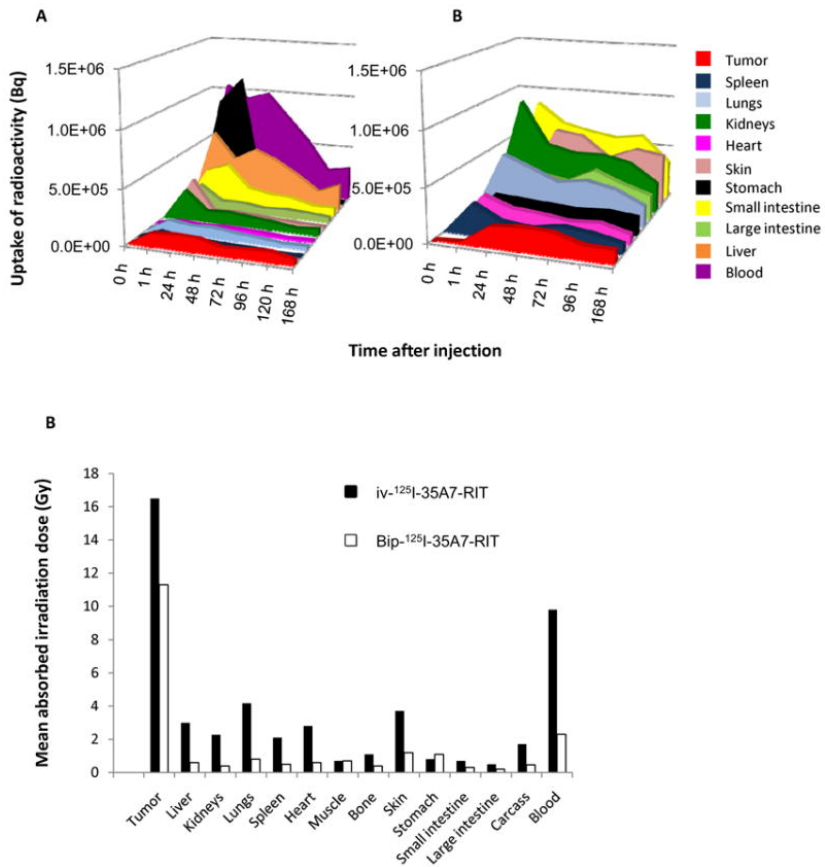 A
B
Uptake of radioactivity (Bq)
1.5E+06
1.0E+06
5.0E+05
0.0E+00
0 h
1 h
24 h
48 h
72 h
96 h
120 h
168 h
1.5E+06
1.0E+06
5.0E+05
0.0E+00
0 h
1 h
24 h
48 h
72 h
96 h
168 h
Tumor
Spleen
Lungs
Kidneys
Heart
Skin
Stomach
Small intestine
Large intestine
Liver
Blood
Time after injection
B
Mean absorbed irradiation dose (Gy)
18
16
14
12
10
8
6
4
2
0
iv-¹²⁵I-35A7-RIT
Bip-¹²⁵I-35A7-RIT
Tumor
Liver
Kidneys
Lungs
Spleen
Heart
Muscle
Bone
Skin
Stomach
Small intestine
Large intestine
Carcass
Blood